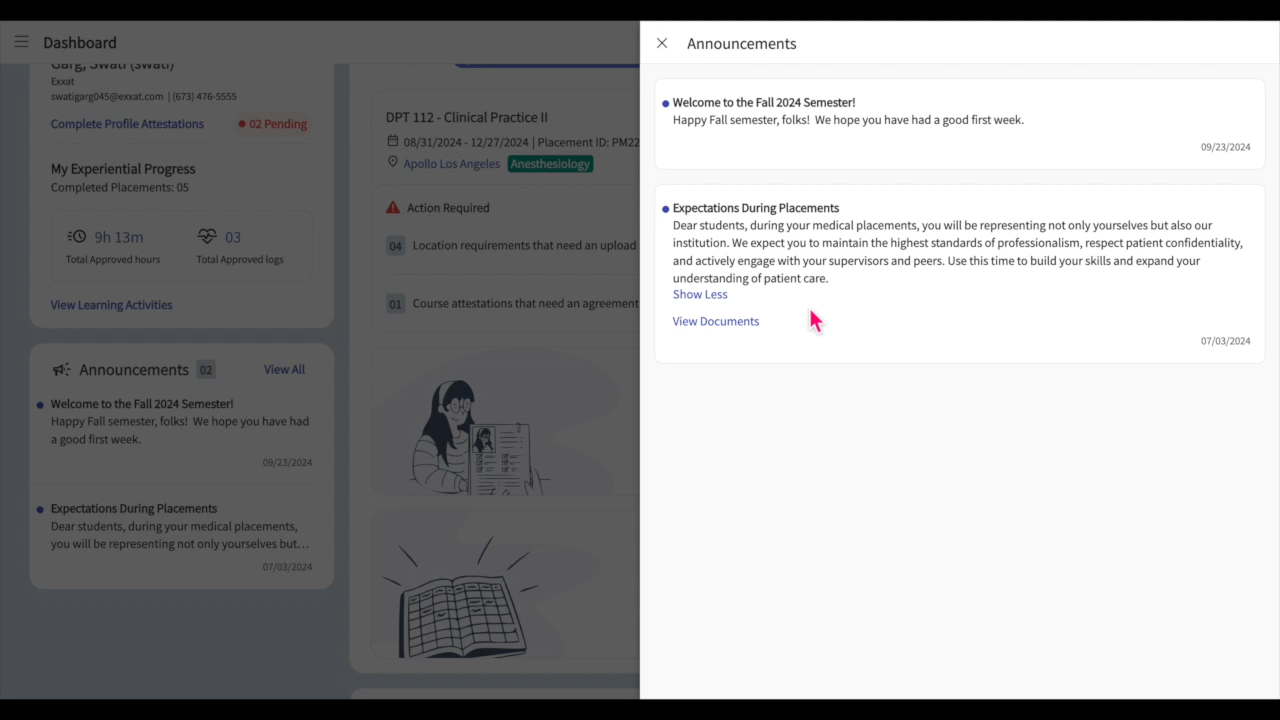 Dashboard
Garg, Swati (swati)
Exxat
swatigarg045@exxat.com | (673) 476-5555
Complete Profile Attestations
02 Pending
My Experiential Progress
Completed Placements: 05
9h 13m
Total Approved hours
03
Total Approved logs
View Learning Activities
Announcements 02 View All
Welcome to the Fall 2024 Semester!
Happy Fall semester, folks! We hope you have had
a good first week.
09/23/2024
Expectations During Placements
Dear students, during your medical placements,
you will be representing not only yourselves but...
07/03/2024
DPT 112 - Clinical Practice II
08/31/2024 - 12/27/2024 | Placement ID: PM22
Apollo Los Angeles Anesthesiology
Action Required
04 Location requirements that need an upload
01 Course attestations that need an agreement
Announcements
Welcome to the Fall 2024 Semester!
Happy Fall semester, folks! We hope you have had a good first week.
09/23/2024
Expectations During Placements
Dear students, during your medical placements, you will be representing not only yourselves but also our
institution. We expect you to maintain the highest standards of professionalism, respect patient confidentiality,
and actively engage with your supervisors and peers. Use this time to build your skills and expand your
understanding of patient care.
Show Less
View Documents
07/03/2024